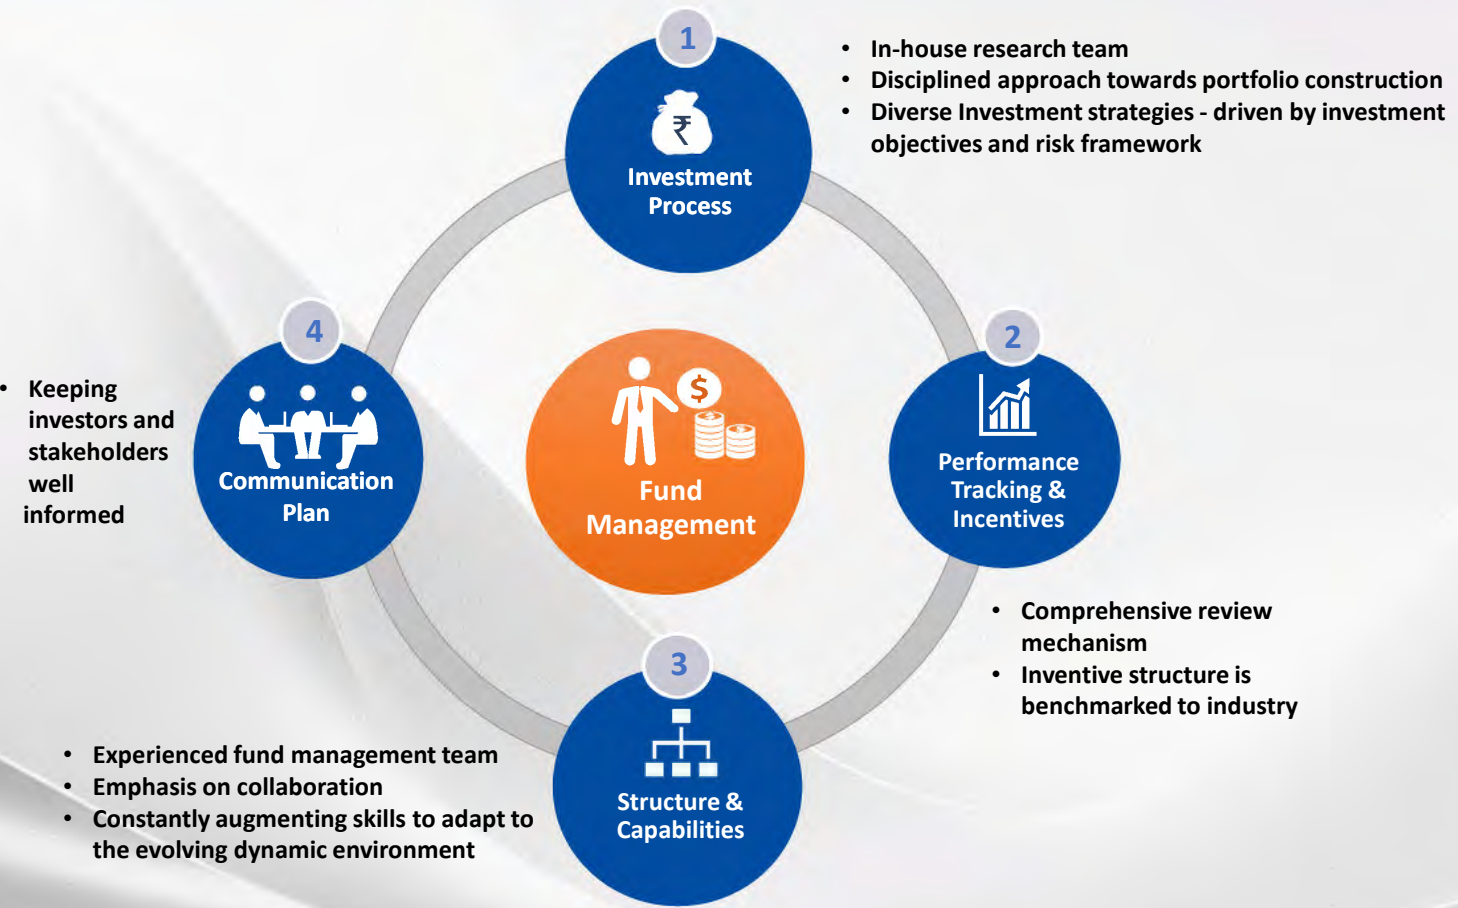 1
₹
Investment
Process
• In-house research team
• Disciplined approach towards portfolio construction
• Diverse Investment strategies - driven by investment
objectives and risk framework
2
Performance
Tracking &
Incentives
• Comprehensive review
mechanism
• Inventive structure is
benchmarked to industry
3
Structure &
Capabilities
• Experienced fund management team
• Emphasis on collaboration
• Constantly augmenting skills to adapt to
the evolving dynamic environment
4
Communication
Plan
• Keeping
investors and
stakeholders
well
informed
$
Fund
Management